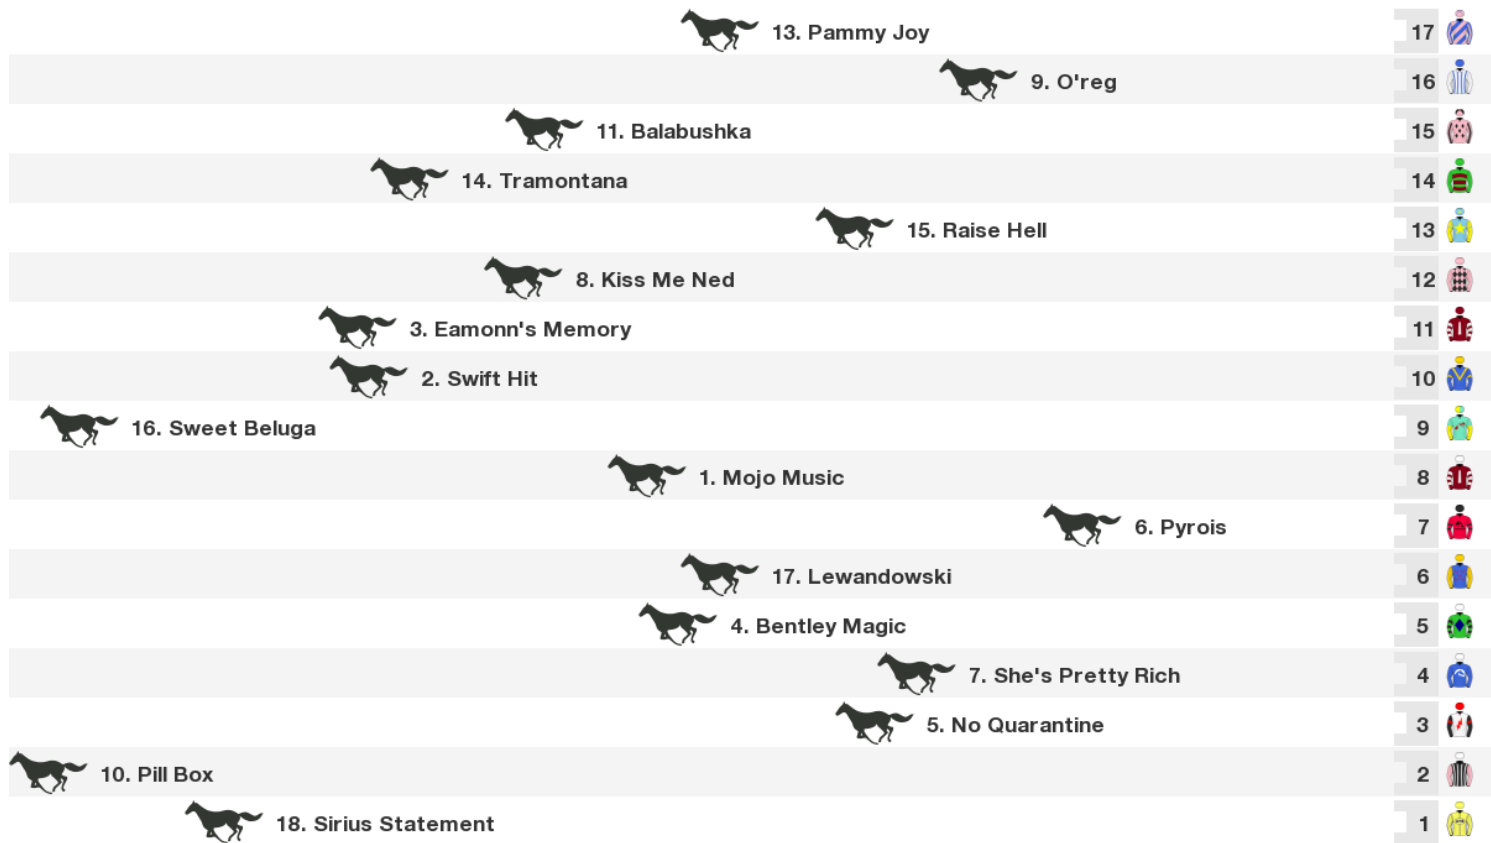 13. Pammy Joy 17
9. O'reg 16
11. Balabushka 15
14. Tramontana 14
15. Raise Hell 13
8. Kiss Me Ned 12
3. Eamonn's Memory 11
2. Swift Hit 10
16. Sweet Beluga 9
1. Mojo Music 8
6. Pyrois 7
17. Lewandowski 6
4. Bentley Magic 5
7. She's Pretty Rich 4
5. No Quarantine 3
10. Pill Box 2
18. Sirius Statement 1